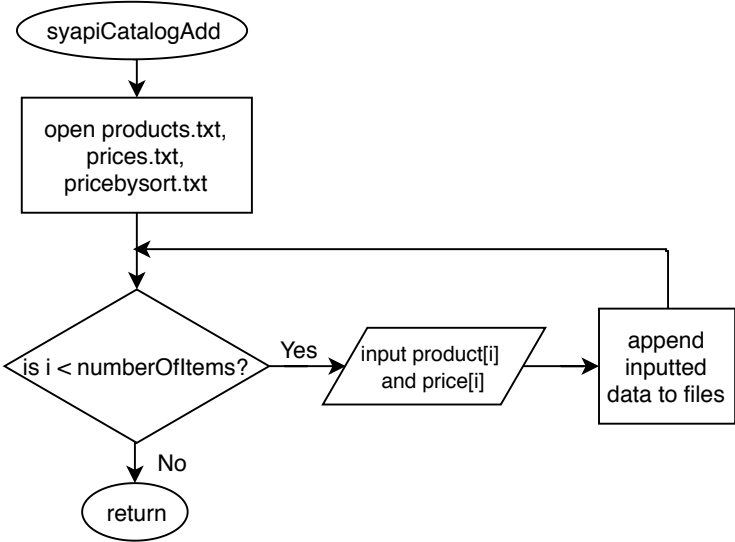 syapiCatalogAdd
open products.txt,
prices.txt,
pricebysort.txt
is i < numberOfItems?
Yes
input product[i]
and price[i]
append
inputted
data to files
No
return